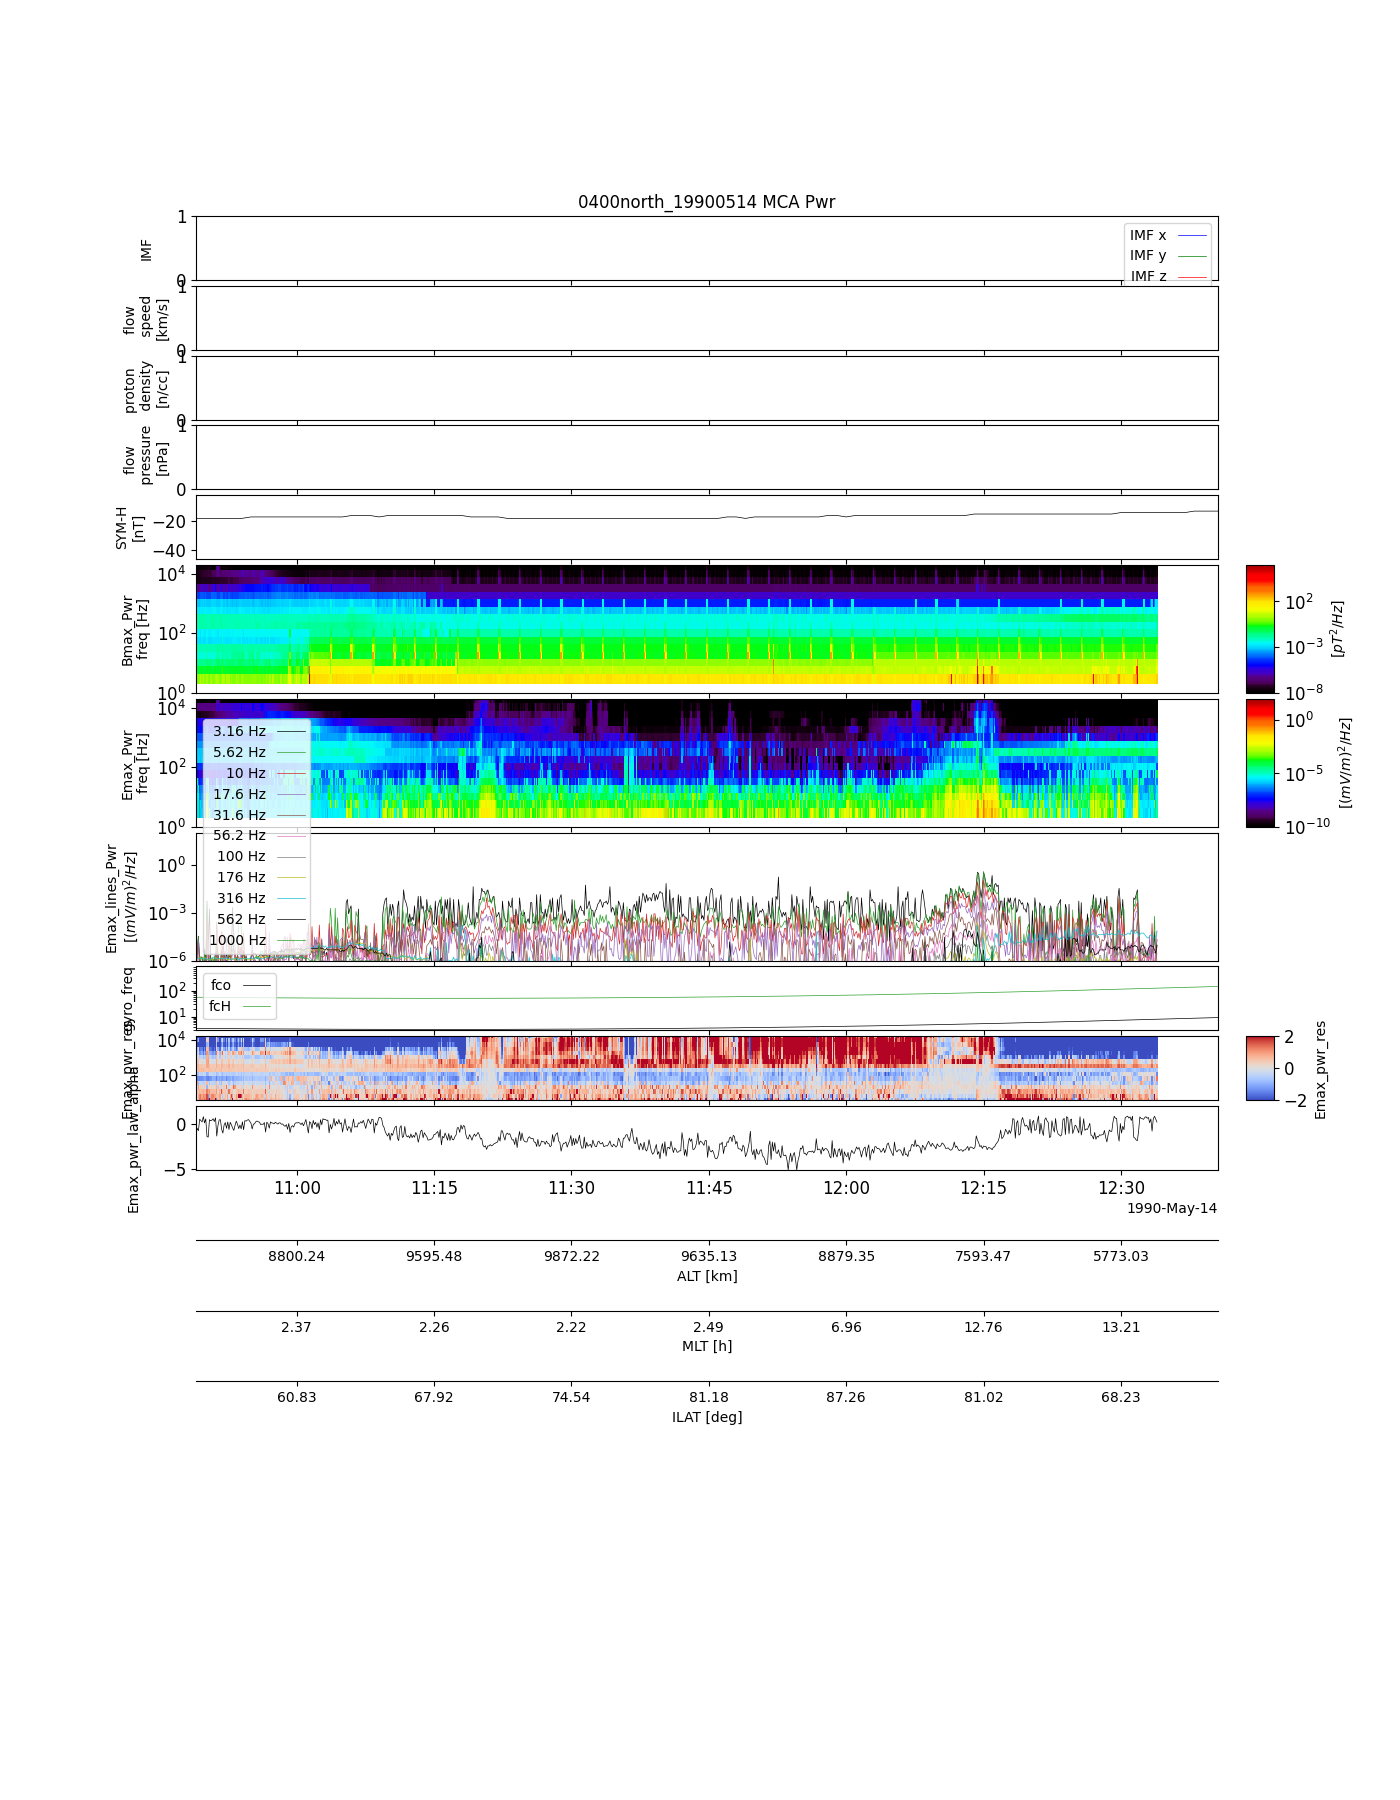 0400north_19900514 MCA Pwr
1
0
IMF
IMF x
IMF y
IMF z
1
0
flow
speed
[km/s]
1
0
proton
density
[n/cc]
1
0
flow
pressure
[nPa]
−20
−40
SYM-H
[nT]
10^4
10^2
10^0
Bmax_Pwr
freq [Hz]
10^2
10^−3
10^−8
[pT^2/Hz]
10^4
10^2
10^0
Emax_Pwr
freq [Hz]
10^0
10^−5
10^−10
[(mV/m)^2/Hz]
3.16 Hz
5.62 Hz
10 Hz
17.6 Hz
31.6 Hz
56.2 Hz
100 Hz
176 Hz
316 Hz
562 Hz
1000 Hz
10^0
10^−3
10^−6
Emax_lines_Pwr
[(mV/m)^2/Hz]
10^2
10^1
gyro_freq
fco
fcH
10^4
10^2
Emax_pwr_res
2
0
−2
Emax_pwr_res
0
−5
Emax_pwr_law_alpha
11:00 11:15 11:30 11:45 12:00 12:15 12:30
1990-May-14
8800.24 9595.48 9872.22 9635.13 8879.35 7593.47 5773.03
ALT [km]
2.37 2.26 2.22 2.49 6.96 12.76 13.21
MLT [h]
60.83 67.92 74.54 81.18 87.26 81.02 68.23
ILAT [deg]